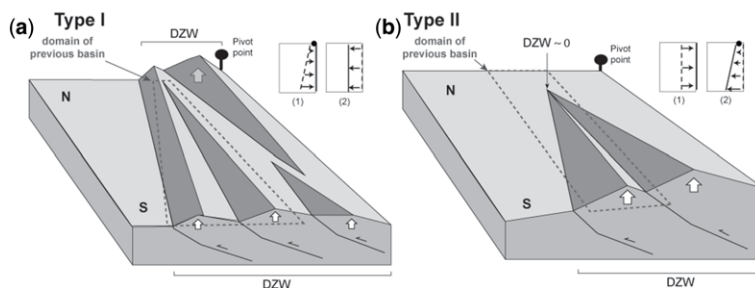 (a)
Type I
DZW
domain of
previous basin
Pivot
point
(1)
(2)
N
S
DZW
(b)
Type II
domain of
previous basin
DZW ~ 0
Pivot
point
(1)
(2)
N
S
DZW